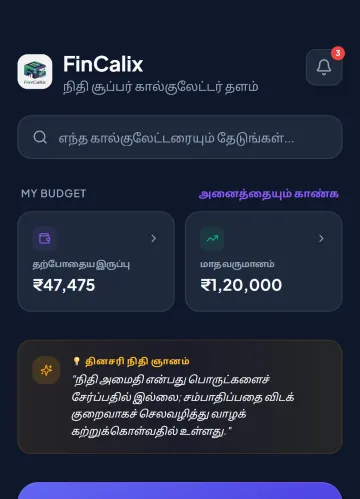 FinCalix
3
FinCalix
நிதி சூப்பர் கால்குலேட்டர் தளம்
எந்த கால்குலேட்டரையும் தேடுங்கள்...
MY BUDGET
அனைத்தையும் காண்க
தற்போதைய இருப்பு
₹47,475
மாத வருமானம்
₹1,20,000
💡 தினசரி நிதி ஞானம்
"நிதி அமைதி என்பது பொருட்களைச்
சேர்ப்பதில் இல்லை; சம்பாதிப்பதை விடக்
குறைவாகச் செலவழித்து வாழக்
கற்றுக்கொள்வதில் உள்ளது."